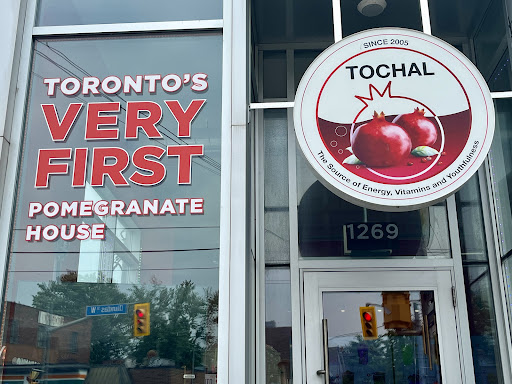 TORONTO'S
VERY
FIRST
POMEGRANATE
HOUSE
SINCE 2005
TOCHAL
The Source of Energy, Vitamins and Youthfulness
1269